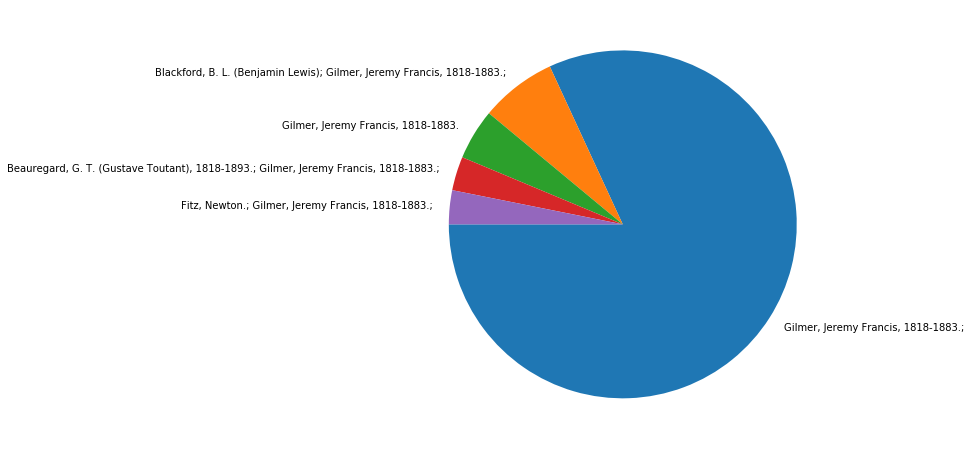 Blackford, B. L. (Benjamin Lewis); Gilmer, Jeremy Francis, 1818-1883.;
Gilmer, Jeremy Francis, 1818-1883.
Beauregard, G. T. (Gustave Toutant), 1818-1893.; Gilmer, Jeremy Francis, 1818-1883.;
Fitz, Newton.; Gilmer, Jeremy Francis, 1818-1883.;
Gilmer, Jeremy Francis, 1818-1883.;